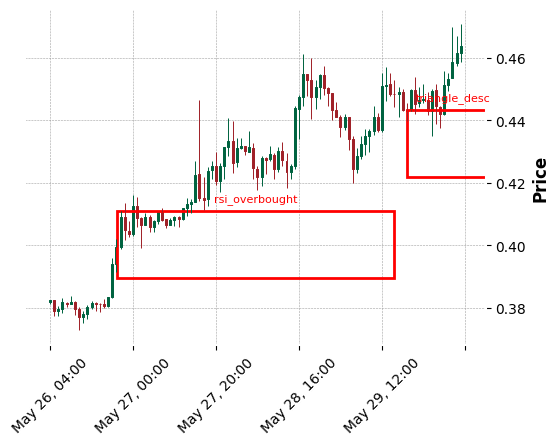 0.46
triangle_desc
0.44
0.42
rsi_overbought
0.40
0.38
Price
May 26, 04:00
May 27, 00:00
May 27, 20:00
May 28, 16:00
May 29, 12:00